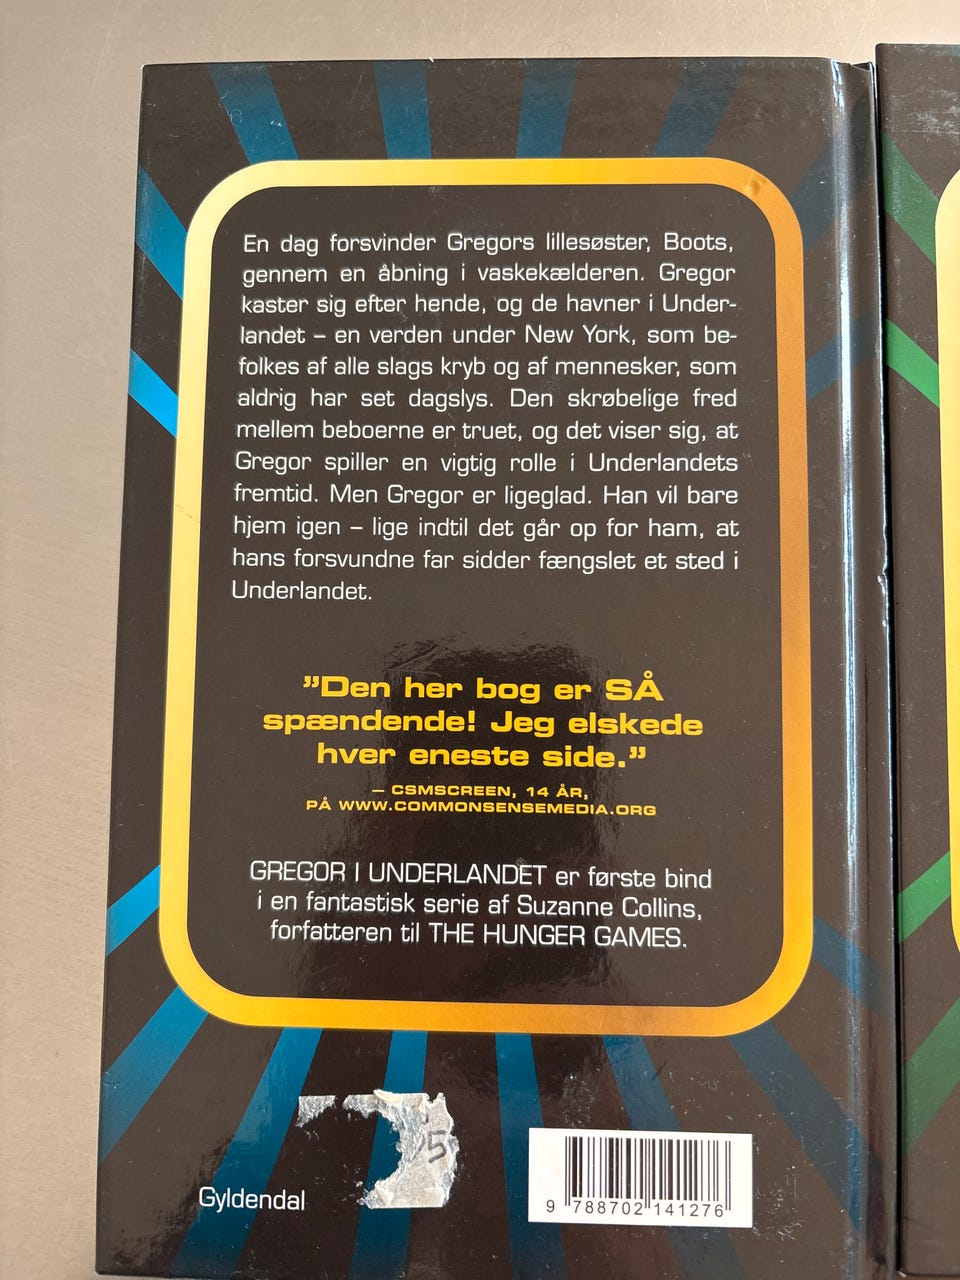 En dag forsvinder Gregors lillesøster, Boots,
gennem en åbning i vaskekælderen. Gregor
kaster sig efter hende, og de havner i Under-
landet – en verden under New York, som be-
folkes af alle slags kryb og af mennesker, som
aldrig har set dagslys. Den skrøbelige fred
mellem beboerne er truet, og det viser sig, at
Gregor spiller en vigtig rolle i Underlandets
fremtid. Men Gregor er ligeglad. Han vil bare
hjem igen – lige indtil det går op for ham, at
hans forsvundne far sidder fængslet et sted i
Underlandet.
”Den her bog er SÅ
spændende! Jeg elskede
hver eneste side.”
– CSMSCREEN, 14 ÅR,
PÅ WWW.COMMONSENSEMEDIA.ORG
GREGOR I UNDERLANDET er første bind
i en fantastisk serie af Suzanne Collins,
forfatteren til THE HUNGER GAMES.
5
Gyldendal
9 788702 141276